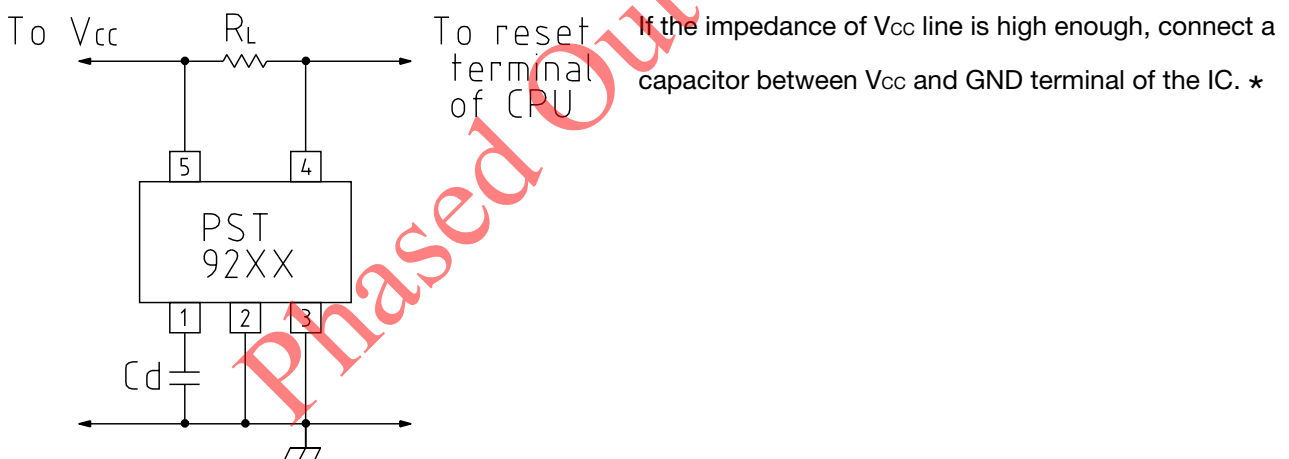 To Vcc
RL
To reset
terminal
of CPU
If the impedance of Vcc line is high enough, connect a
capacitor between Vcc and GND terminal of the IC. *
5
4
PST
92XX
1
2
3
Cd
Phased Out